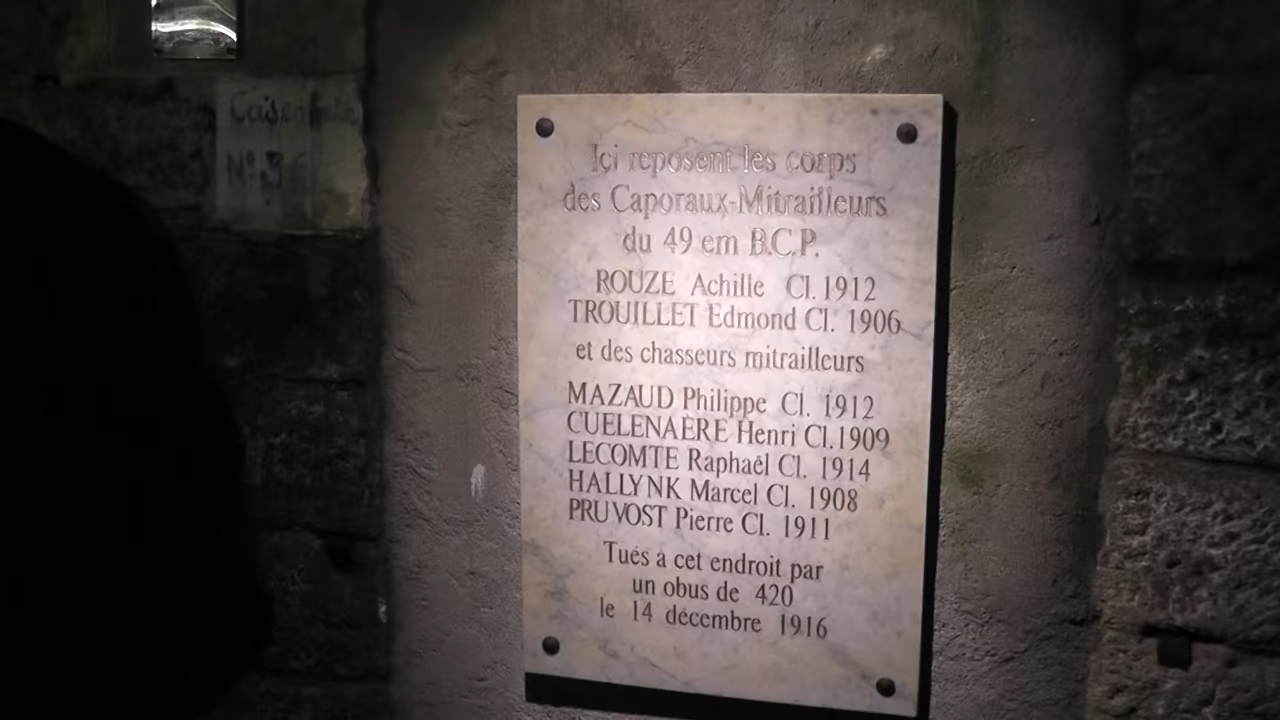 Casemate
N° 3
Ici reposent les corps
des Caporaux-Mitrailleurs
du 49 em B.C.P.
ROUZE Achille Cl. 1912
TROUILLET Edmond Cl. 1906
et des chasseurs mitrailleurs
MAZAUD Philippe Cl. 1912
CUELENAERE Henri Cl. 1909
LECOMTE Raphaël Cl. 1914
HALLYNK Marcel Cl. 1908
PRUVOST Pierre Cl. 1911
Tués a cet endroit par
un obus de 420
le 14 décembre 1916